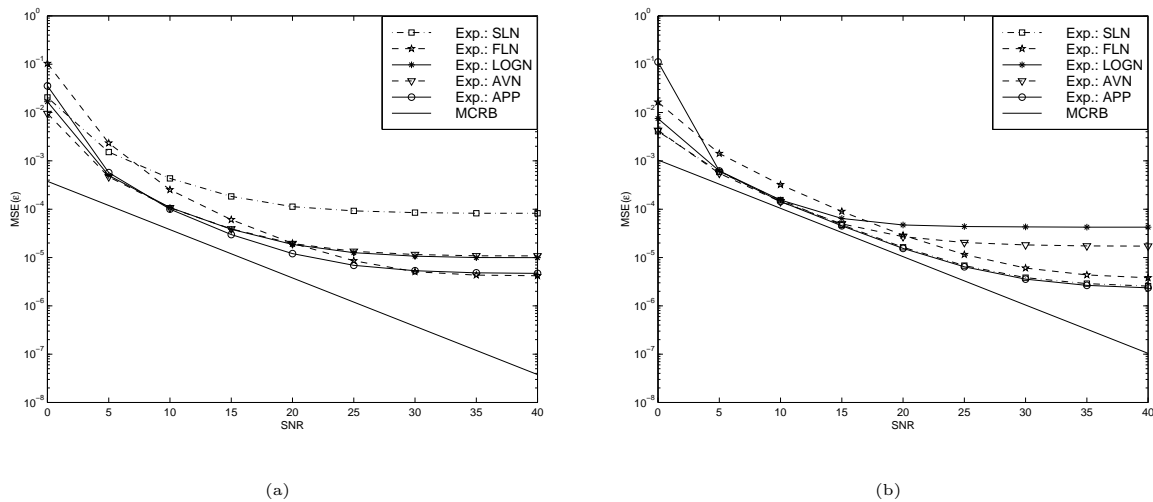 Exp.: SLN
Exp.: FLN
Exp.: LOGN
Exp.: AVN
Exp.: APP
MCRB
10^0
10^−1
10^−2
10^−3
10^−4
10^−5
10^−6
10^−7
10^−8
MSE(ε)
0 5 10 15 20 25 30 35 40
SNR
(a)
Exp.: SLN
Exp.: FLN
Exp.: LOGN
Exp.: AVN
Exp.: APP
MCRB
10^0
10^−1
10^−2
10^−3
10^−4
10^−5
10^−6
10^−7
10^−8
MSE(ε)
0 5 10 15 20 25 30 35 40
SNR
(b)